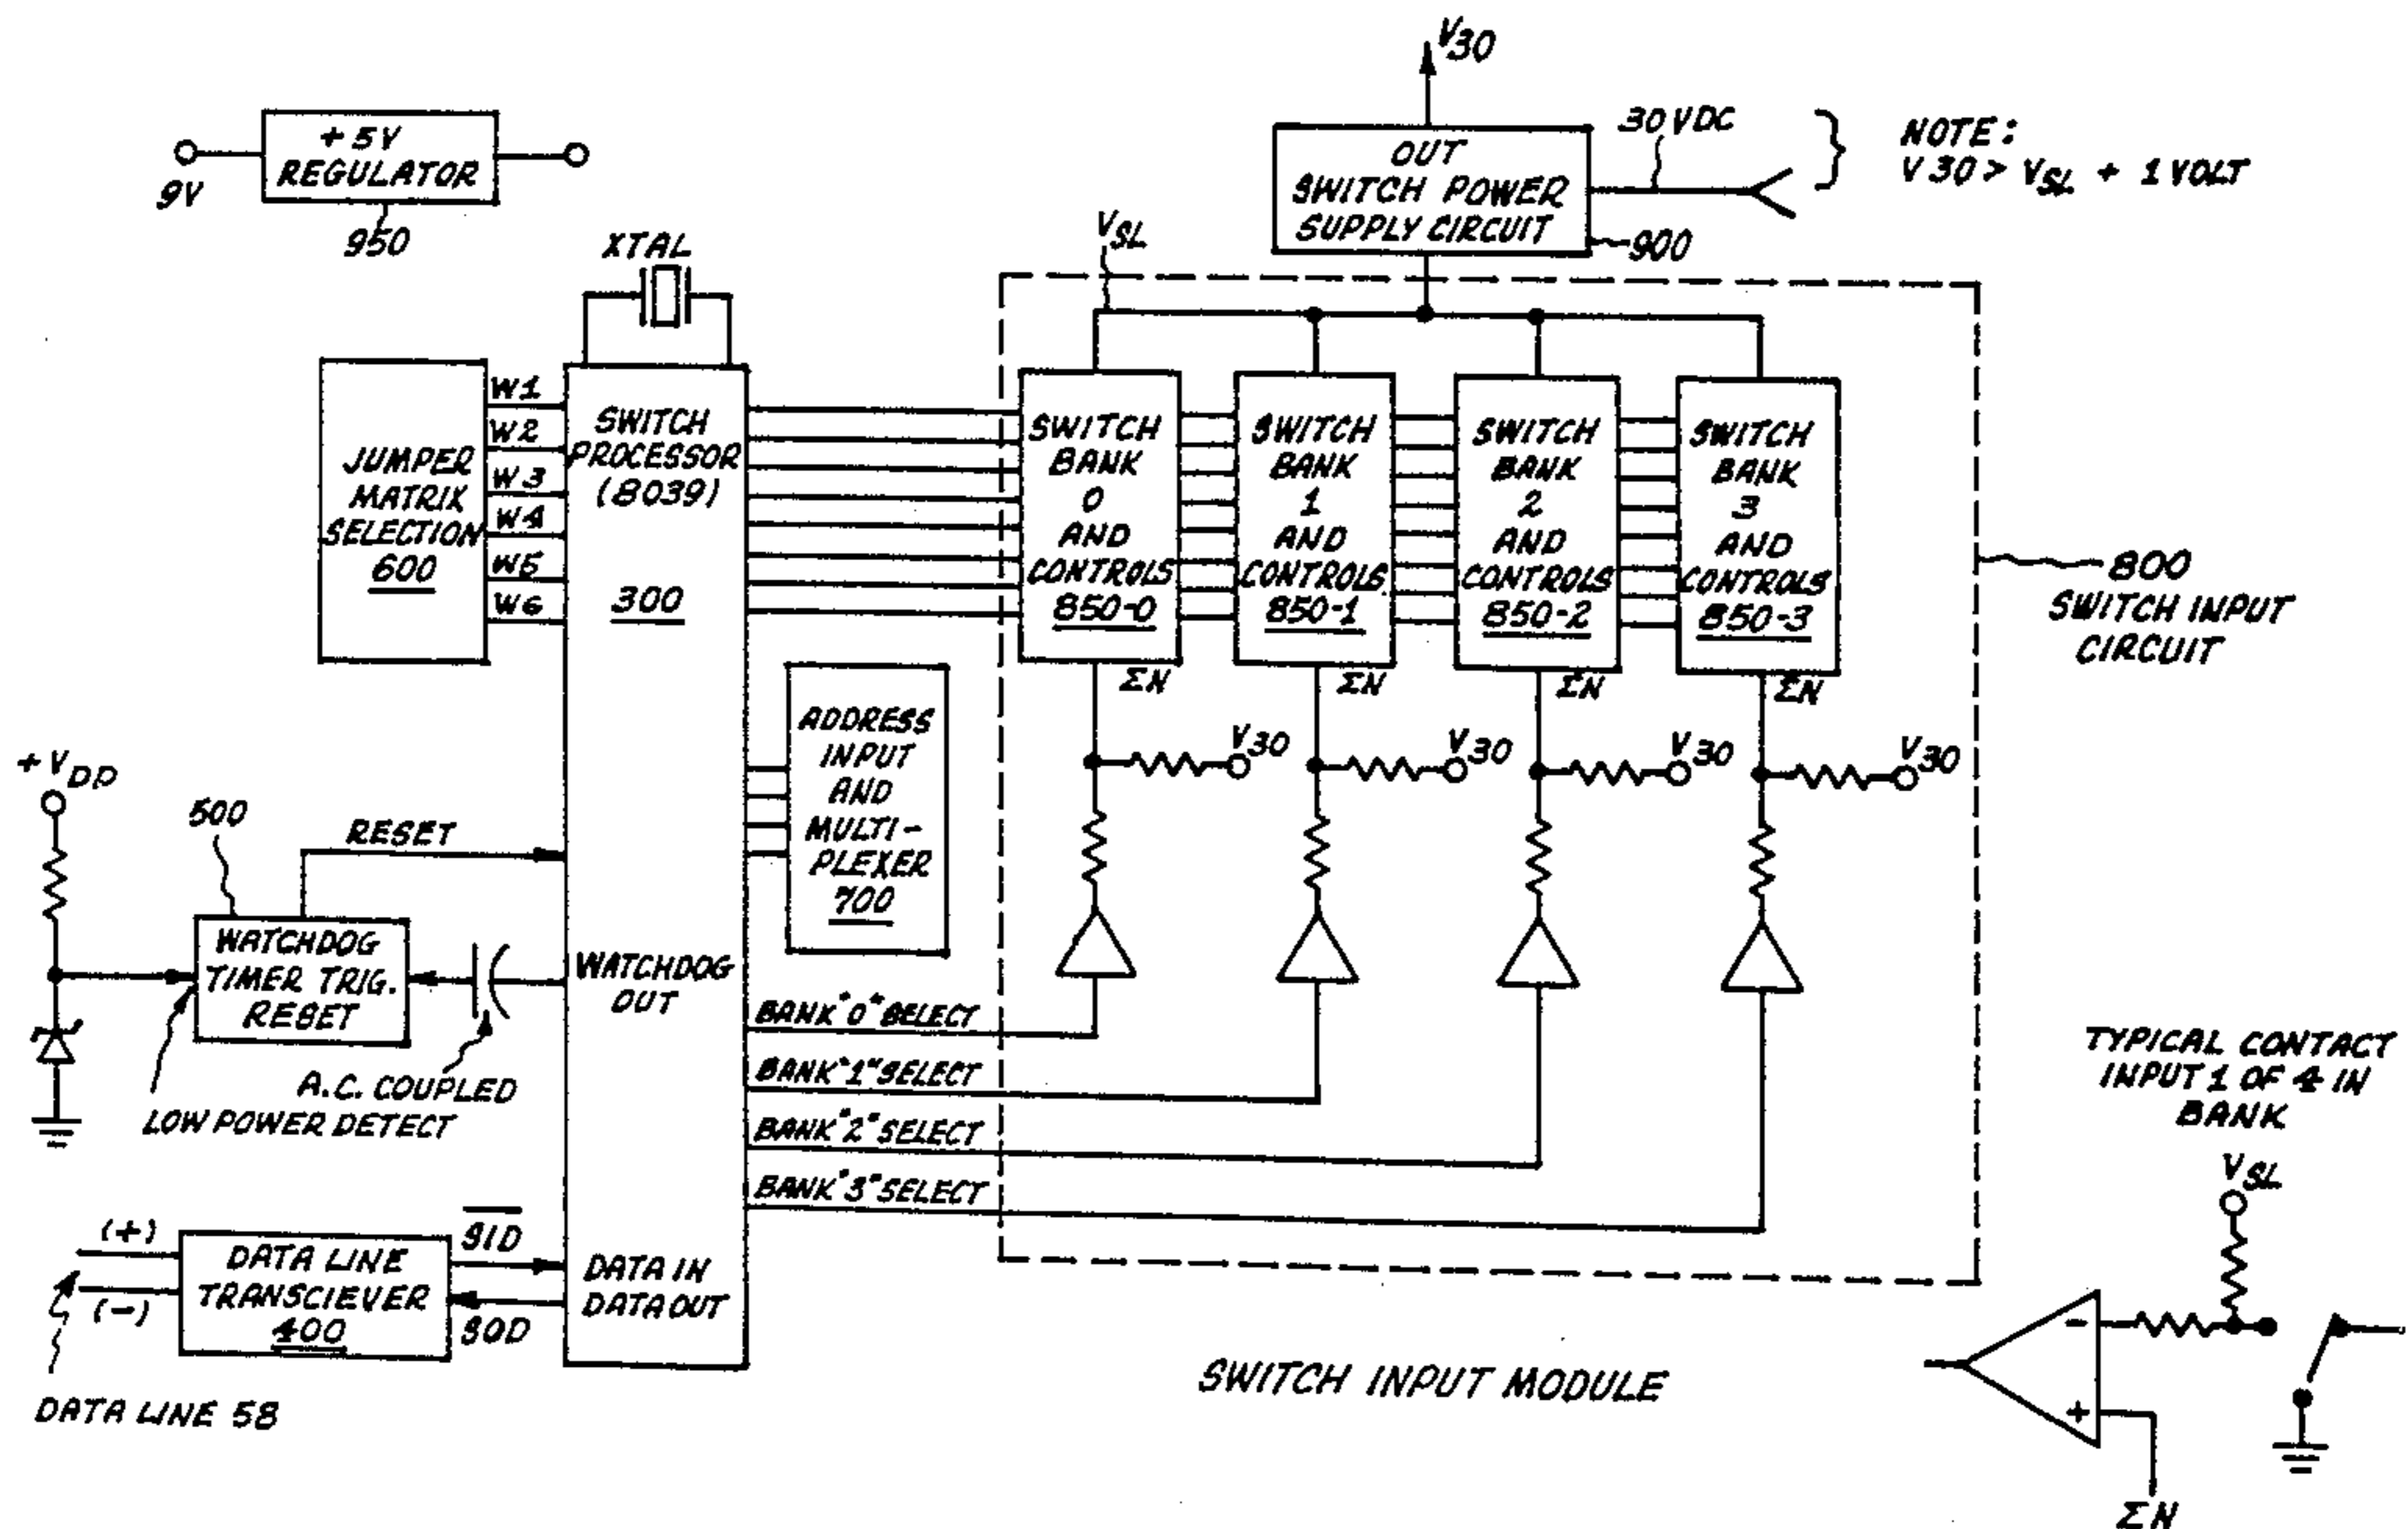 V30
+5V
REGULATOR
9V
950
30 VDC
NOTE:
V30 > VSL + 1 VOLT
OUT
SWITCH POWER
SUPPLY CIRCUIT
900
VSL
XTAL
JUMPER
MATRIX
SELECTION
600
W1
W2
W3
W4
W5
W6
SWITCH
PROCESSOR
(8039)
300
SWITCH
BANK
0
AND
CONTROLS
850-0
SWITCH
BANK
1
AND
CONTROLS
850-1
SWITCH
BANK
2
AND
CONTROLS
850-2
SWITCH
BANK
3
AND
CONTROLS
850-3
800
SWITCH INPUT
CIRCUIT
ΣN
ΣN
ΣN
ΣN
V30
V30
V30
V30
ADDRESS
INPUT
AND
MULTI-
PLEXER
700
+VDD
500
RESET
WATCHDOG
TIMER TRIG.
RESET
WATCHDOG
OUT
A.C. COUPLED
LOW POWER DETECT
BANK "0" SELECT
BANK "1" SELECT
BANK "2" SELECT
BANK "3" SELECT
TYPICAL CONTACT
INPUT 1 OF 4 IN
BANK
VSL
-
+
ΣN
(+)
(-)
DATA LINE
TRANSCIEVER
400
SID
SOD
DATA IN
DATA OUT
DATA LINE 58
SWITCH INPUT MODULE